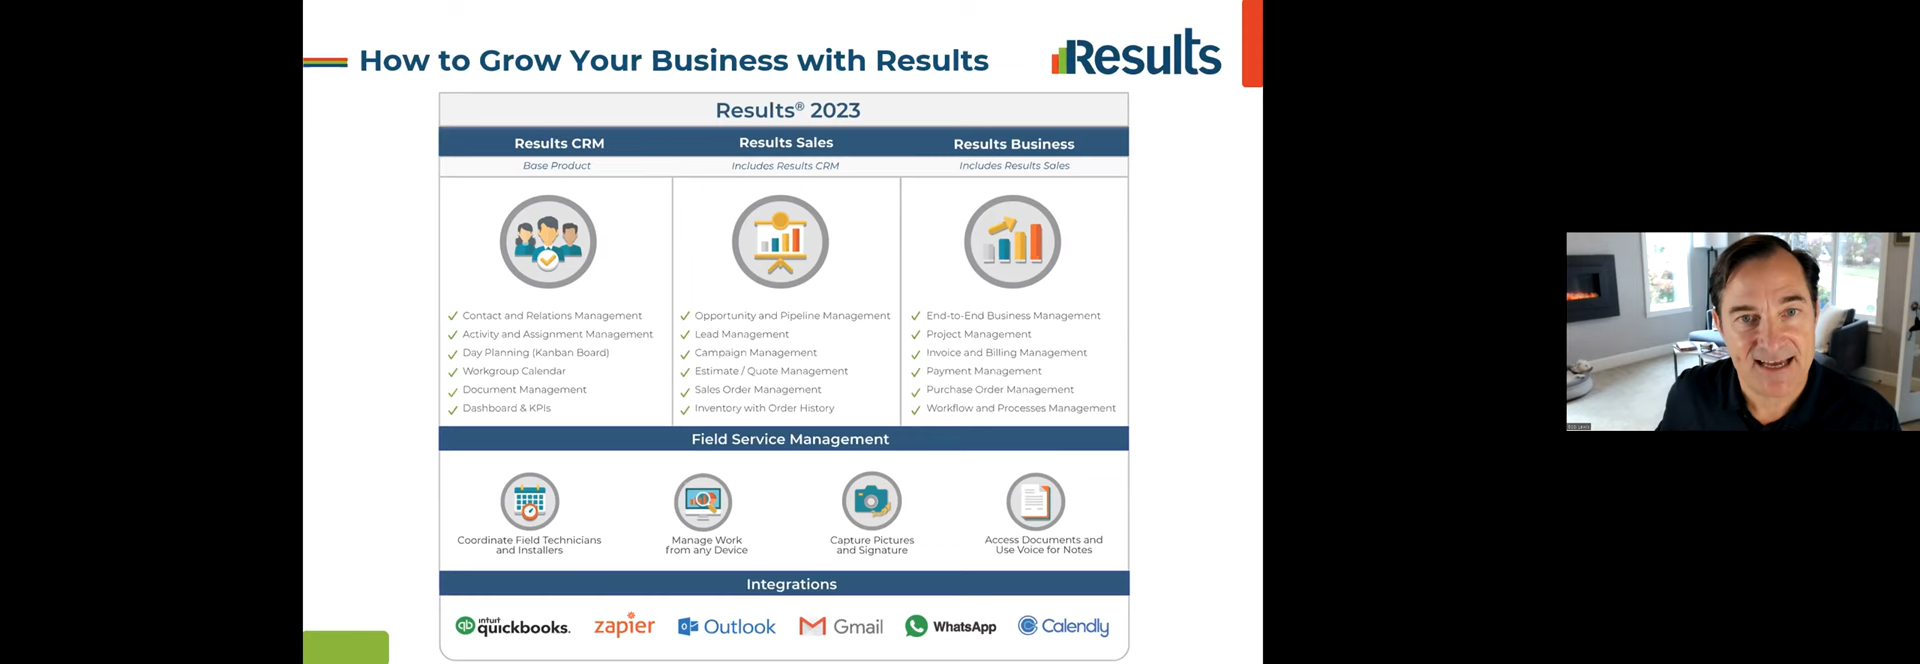 How to Grow Your Business with Results
Results
Results® 2023
Results CRM
Results Sales
Results Business
Base Product
Includes Results CRM
Includes Results Sales
Contact and Relations Management
Activity and Assignment Management
Day Planning (Kanban Board)
Workgroup Calendar
Document Management
Dashboard & KPIs
Opportunity and Pipeline Management
Lead Management
Campaign Management
Estimate / Quote Management
Sales Order Management
Inventory with Order History
End-to-End Business Management
Project Management
Invoice and Billing Management
Payment Management
Purchase Order Management
Workflow and Processes Management
Field Service Management
Coordinate Field Technicians
and Installers
Manage Work
from any Device
Capture Pictures
and Signature
Access Documents and
Use Voice for Notes
Integrations
qb intuit quickbooks.
zapier
Outlook
Gmail
WhatsApp
Calendly